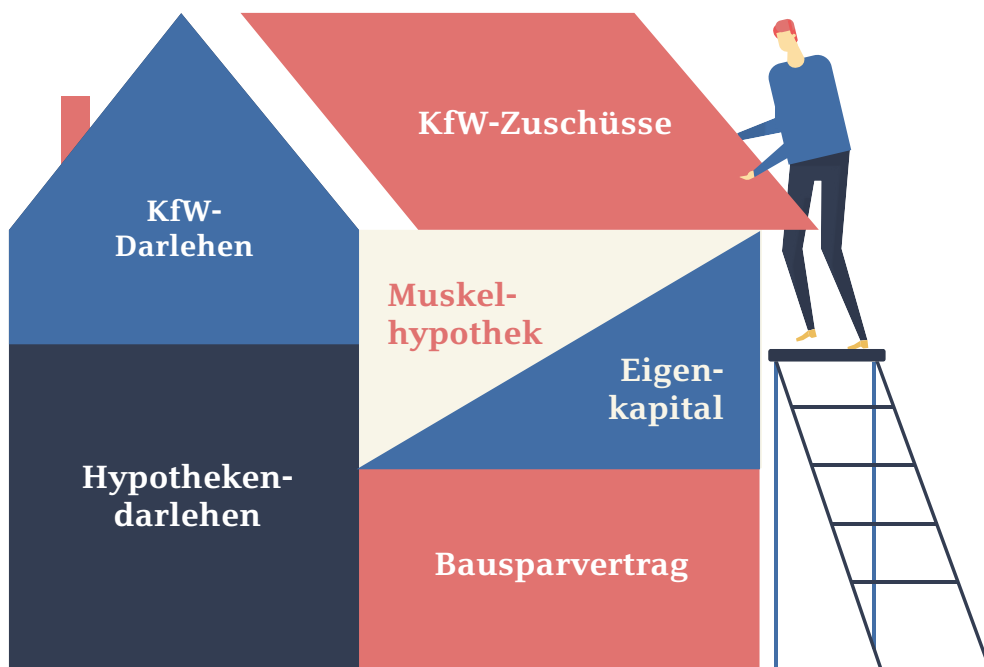 KfW-Zuschüsse
KfW-
Darlehen
Muskel-
hypothek
Eigen-
kapital
Hypotheken-
darlehen
Bausparvertrag